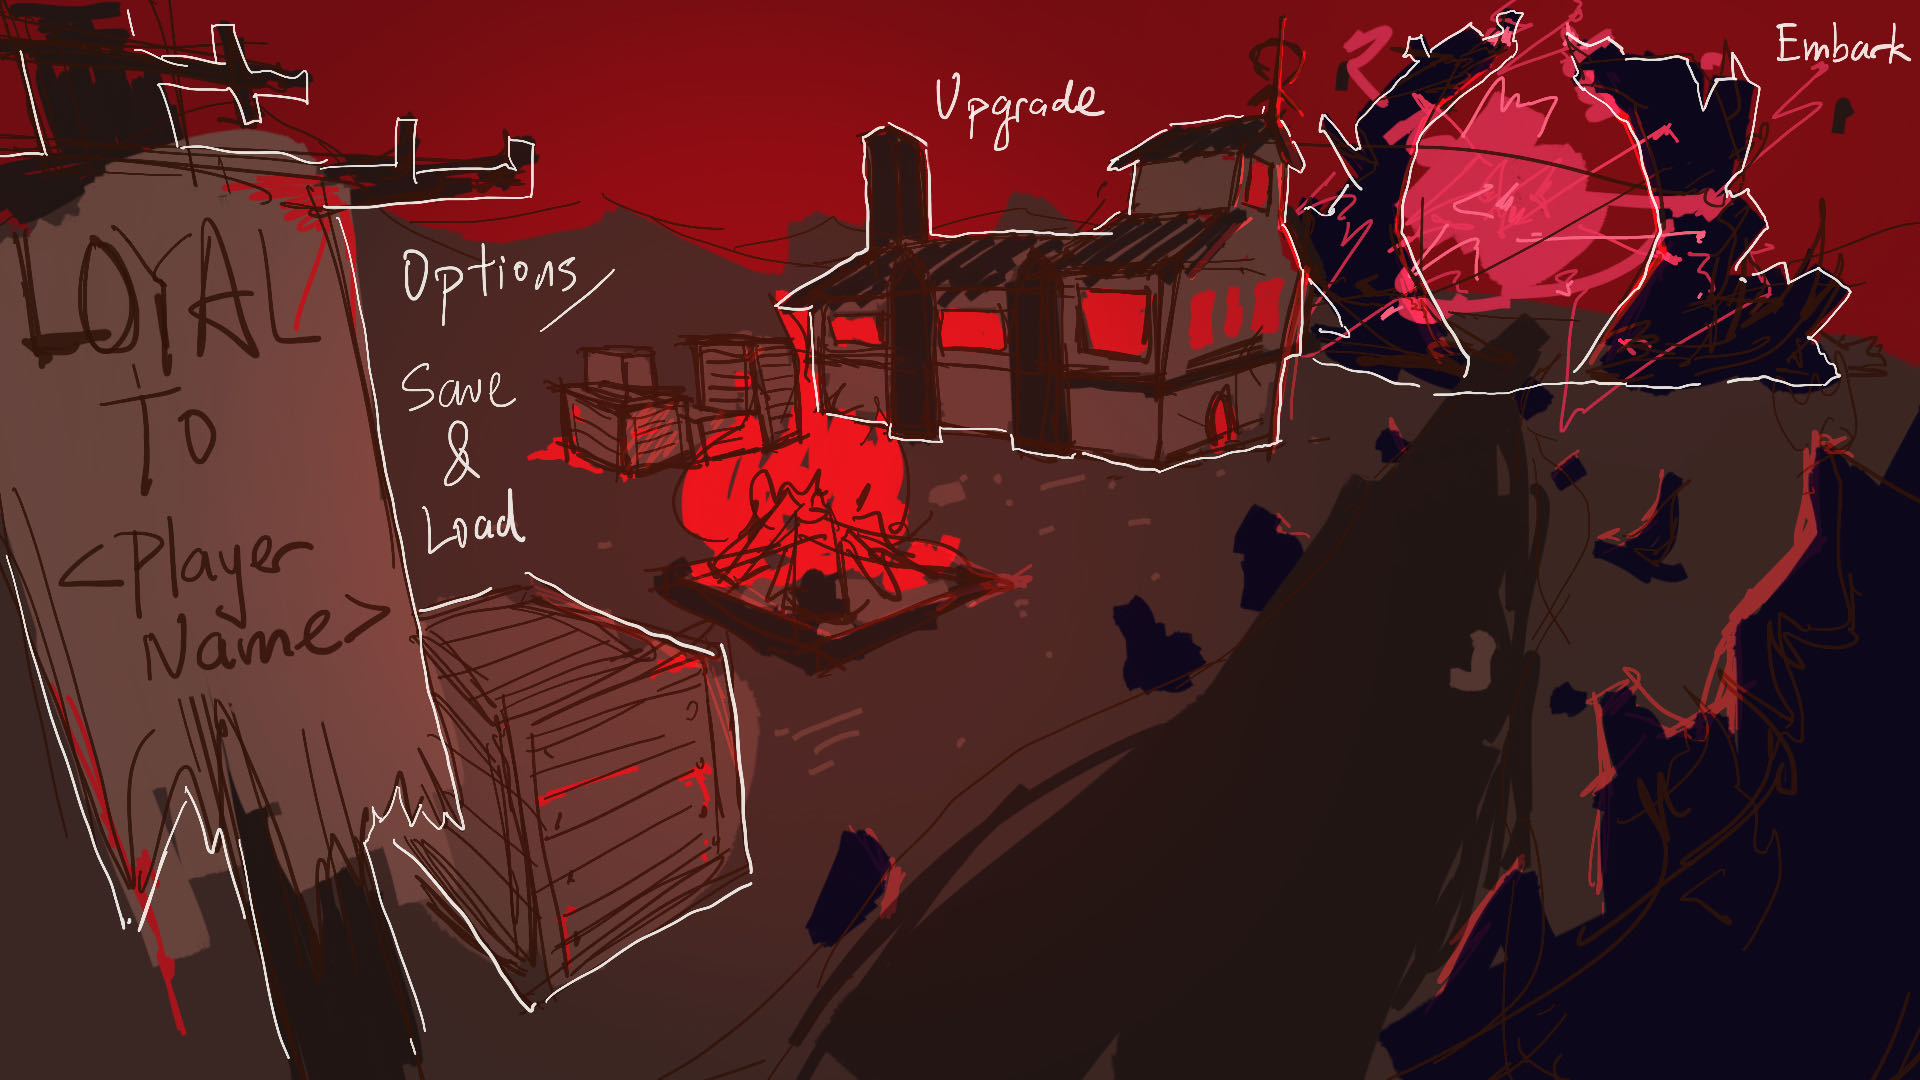 LOYAL
TO
<Player
Name>
Options/
Save
&
Load
Upgrade
Embark